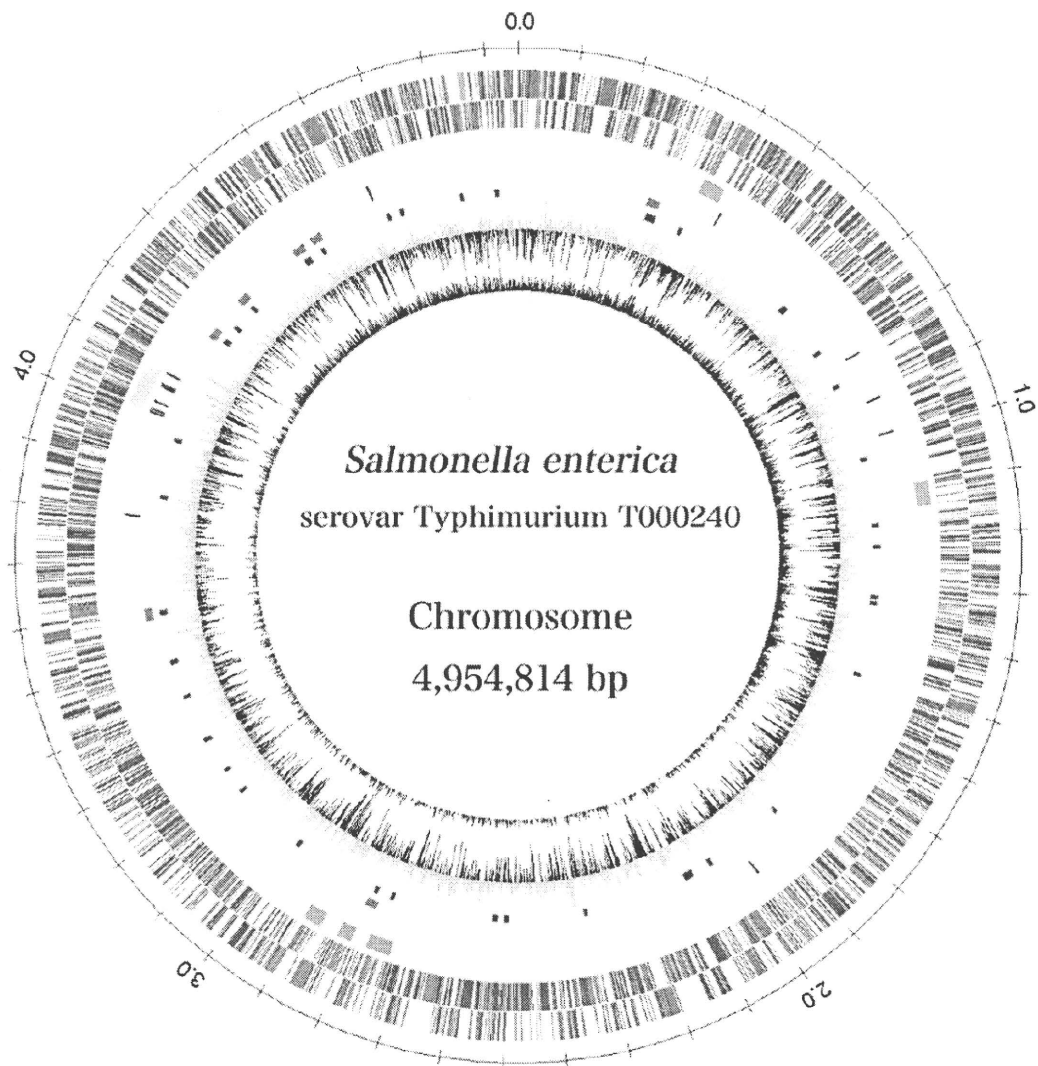 0.0
4.0
1.0
Salmonella enterica
serovar Typhimurium T000240
Chromosome
4,954,814 bp
3.0
2.0